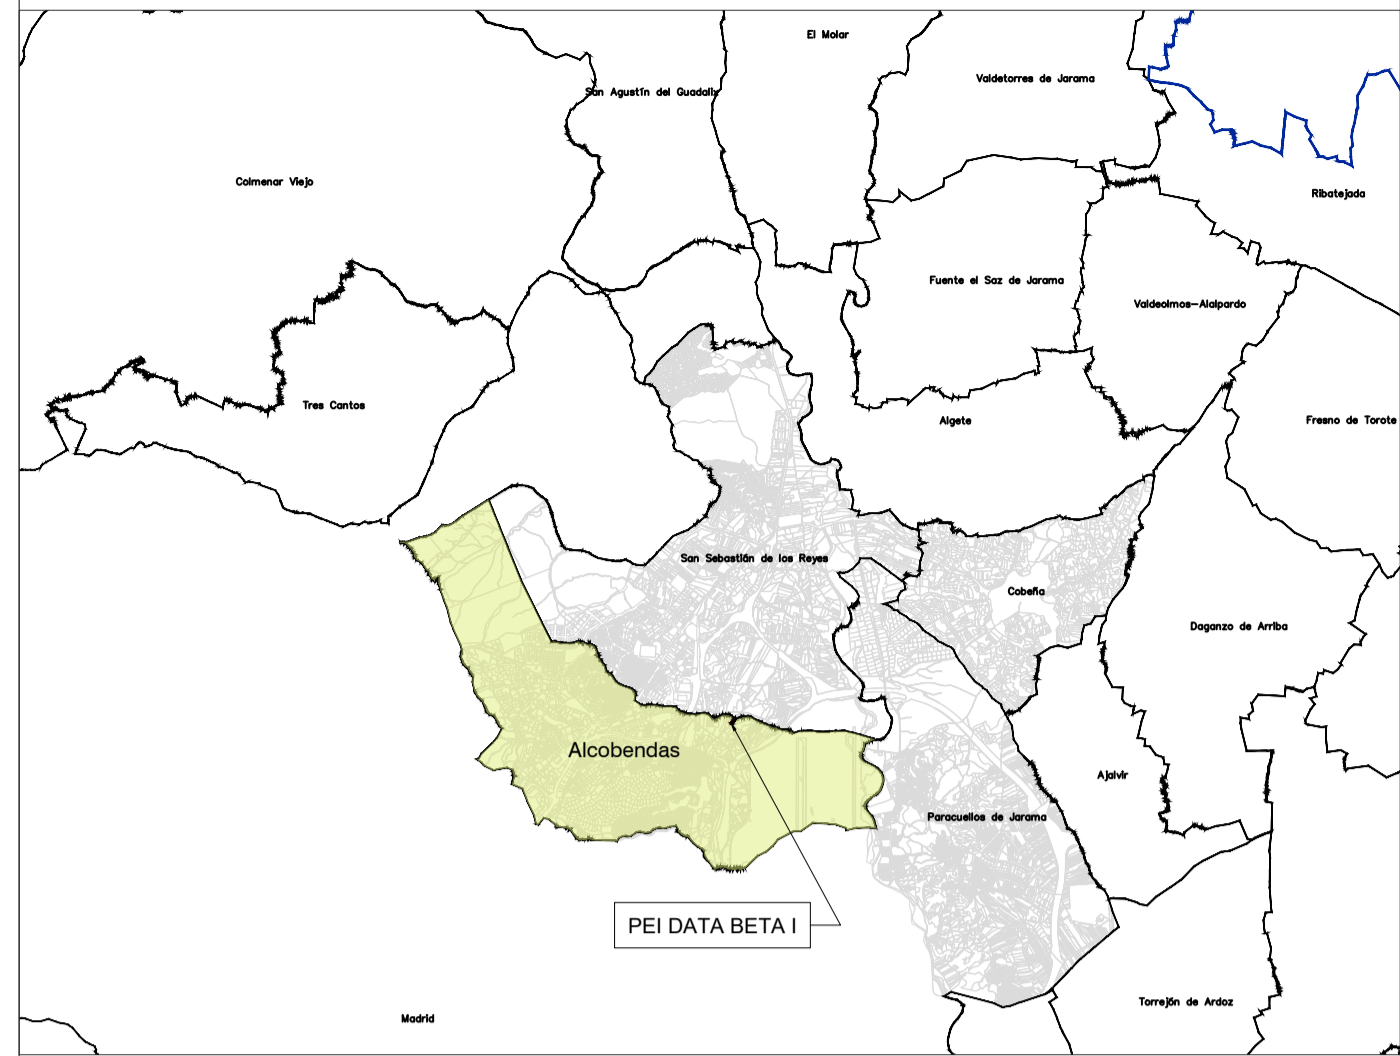 El Molar
Valdetorres de Jarama
San Agustín del Guadalix
Colmenar Viejo
Ribatejada
Fuente el Saz de Jarama
Valdeolmos-Alalpardo
Tres Cantos
Algete
Fresno de Torote
San Sebastián de los Reyes
Cobeña
Daganzo de Arriba
Alcobendas
Ajalvir
Paracuellos de Jarama
PEI DATA BETA I
Torrejón de Ardoz
Madrid